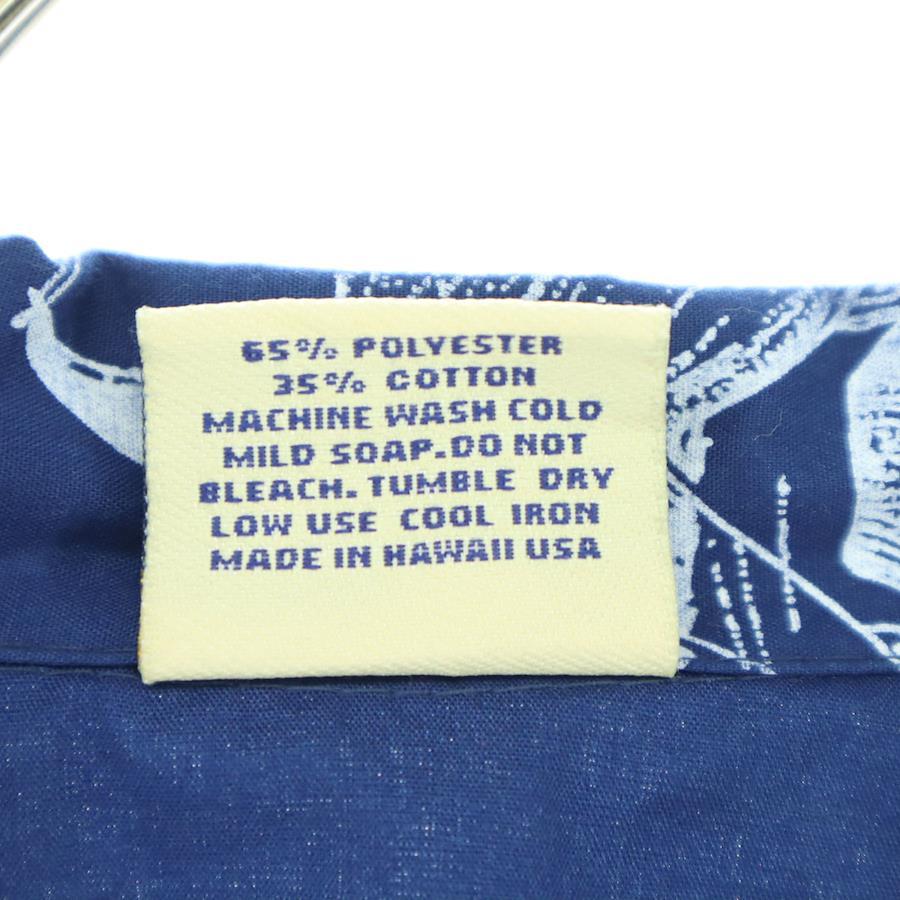 65% POLYESTER
35% COTTON
MACHINE WASH COLD
MILD SOAP.DO NOT
BLEACH. TUMBLE DRY
LOW USE COOL IRON
MADE IN HAWAII USA